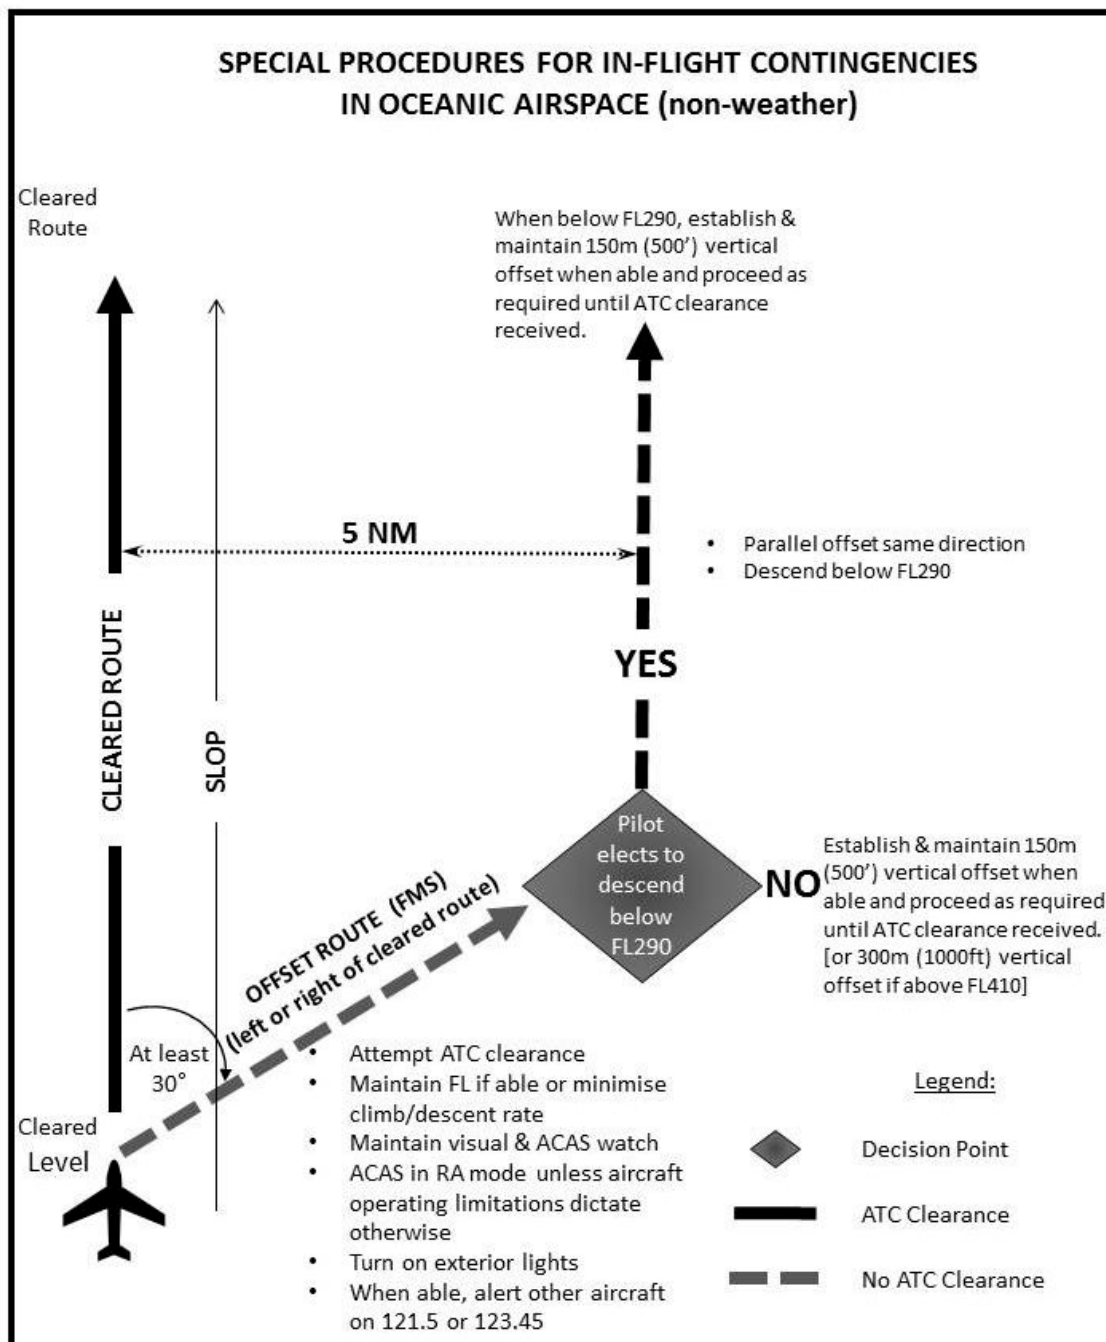 SPECIAL PROCEDURES FOR IN-FLIGHT CONTINGENCIES
IN OCEANIC AIRSPACE (non-weather)
Cleared
Route
When below FL290, establish &
maintain 150m (500') vertical
offset when able and proceed as
required until ATC clearance
received.
5 NM
• Parallel offset same direction
• Descend below FL290
CLEARED ROUTE
SLOP
YES
Pilot
elects to
descend
below
FL290
NO
Establish & maintain 150m
(500') vertical offset when
able and proceed as required
until ATC clearance received.
[or 300m (1000ft) vertical
offset if above FL410]
OFFSET ROUTE (FMS)
(left or right of cleared route)
At least
30°
Cleared
Level
• Attempt ATC clearance
• Maintain FL if able or minimise
climb/descent rate
• Maintain visual & ACAS watch
• ACAS in RA mode unless aircraft
operating limitations dictate
otherwise
• Turn on exterior lights
• When able, alert other aircraft
on 121.5 or 123.45
Legend:
Decision Point
ATC Clearance
No ATC Clearance